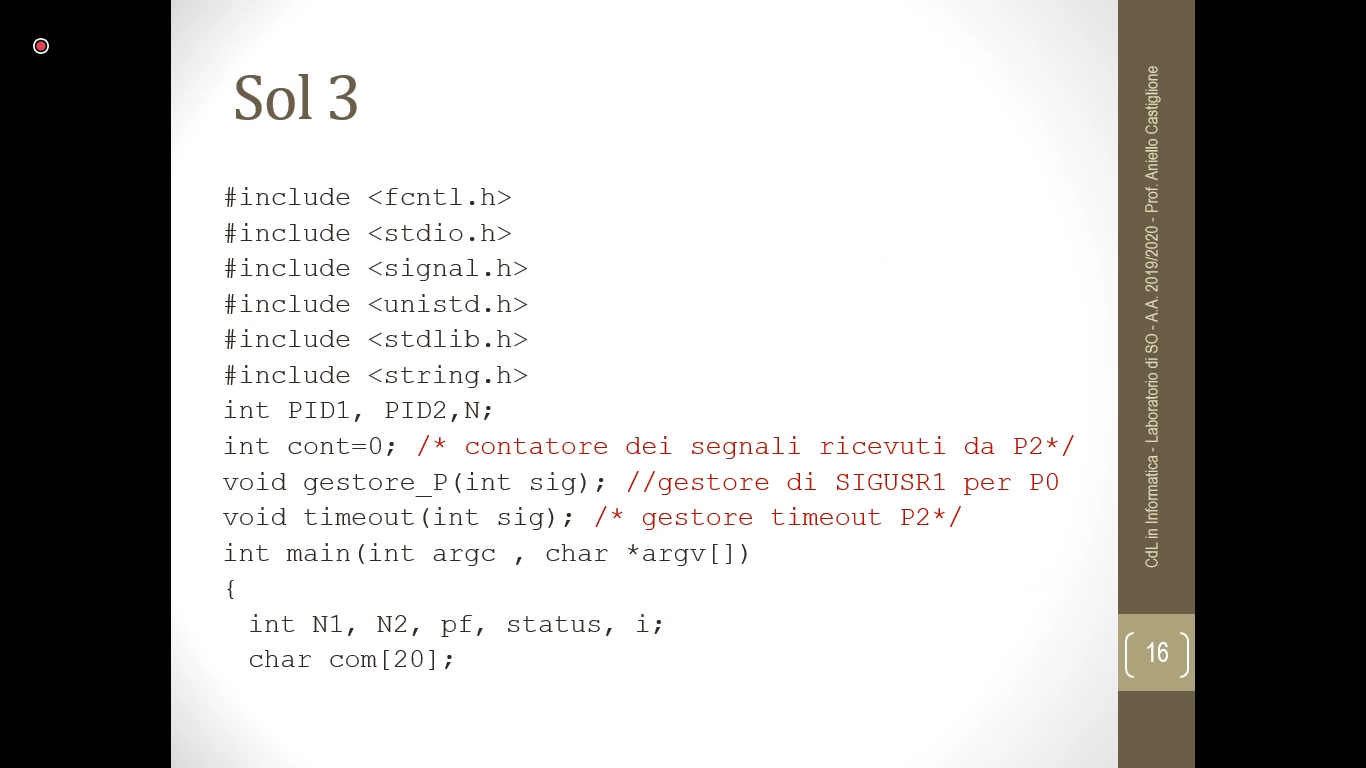 Sol 3
#include <fcntl.h>
#include <stdio.h>
#include <signal.h>
#include <unistd.h>
#include <stdlib.h>
#include <string.h>
int PID1, PID2,N;
int cont=0; /* contatore dei segnali ricevuti da P2*/
void gestore_P(int sig); //gestore di SIGUSR1 per P0
void timeout(int sig); /* gestore timeout P2*/
int main(int argc , char *argv[])
{
int N1, N2, pf, status, i;
char com[20];
CdL in Informatica - Laboratorio di SO - A.A. 2019/2020 - Prof. Aniello Castiglione
16